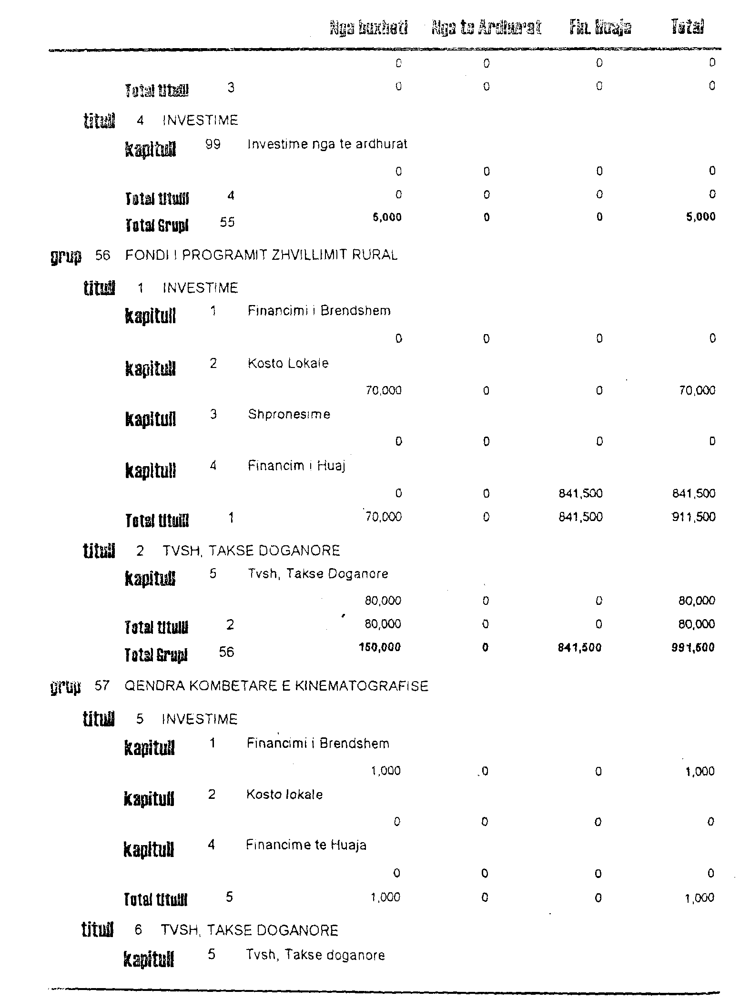 Nga buxheti Nga te Ardhurat Fin. Huaja Total
0 0 0 0
Total titulli 3 0 0 0 0
titull 4 INVESTIME
kapitull 99 Investime nga te ardhurat
0 0 0 0
Total titulli 4 0 0 0 0
Total Grupi 55 5,000 0 0 5,000
grup 56 FONDI I PROGRAMIT ZHVILLIMIT RURAL
titull 1 INVESTIME
kapitull 1 Financimi i Brendshem
0 0 0 0
kapitull 2 Kosto Lokale
70,000 0 0 70,000
kapitull 3 Shpronesime
0 0 0 0
kapitull 4 Financim i Huaj
0 0 841,500 841,500
Total titulli 1 70,000 0 841,500 911,500
titull 2 TVSH, TAKSE DOGANORE
kapitull 5 Tvsh, Takse Doganore
80,000 0 0 80,000
Total titulli 2 80,000 0 0 80,000
Total Grupi 56 150,000 0 841,500 991,500
grup 57 QENDRA KOMBETARE E KINEMATOGRAFISE
titull 5 INVESTIME
kapitull 1 Financimi i Brendshem
1,000 0 0 1,000
kapitull 2 Kosto lokale
0 0 0 0
kapitull 4 Financime te Huaja
0 0 0 0
Total titulli 5 1,000 0 0 1,000
titull 6 TVSH, TAKSE DOGANORE
kapitull 5 Tvsh, Takse doganore